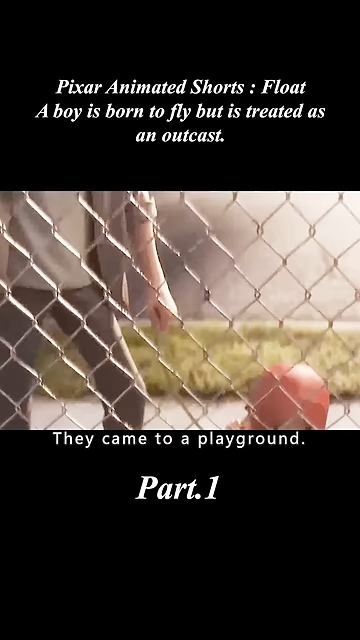 Pixar Animated Shorts : Float
A boy is born to fly but is treated as
an outcast.
They came to a playground.
Part.1